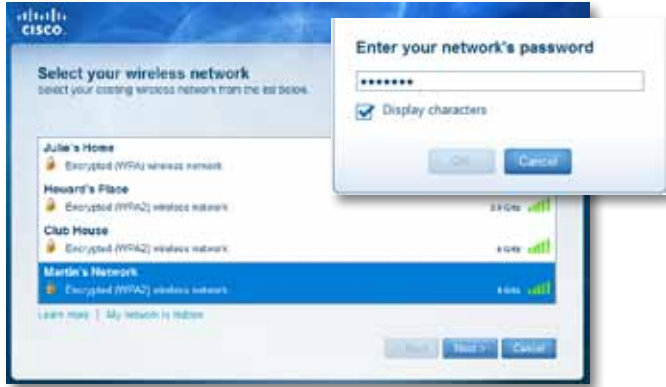 CISCO
Select your wireless network
Select your existing wireless network from the list below.
Julie's Home
Encrypted (WPA) wireless network
Howard's Place
Encrypted (WPA2) wireless network
Club House
Encrypted (WPA2) wireless network
Martin's Network
Encrypted (WPA2) wireless network
Learn more | My network is hidden
Next > Cancel
Enter your network's password
•••••••
Display characters
OK Cancel